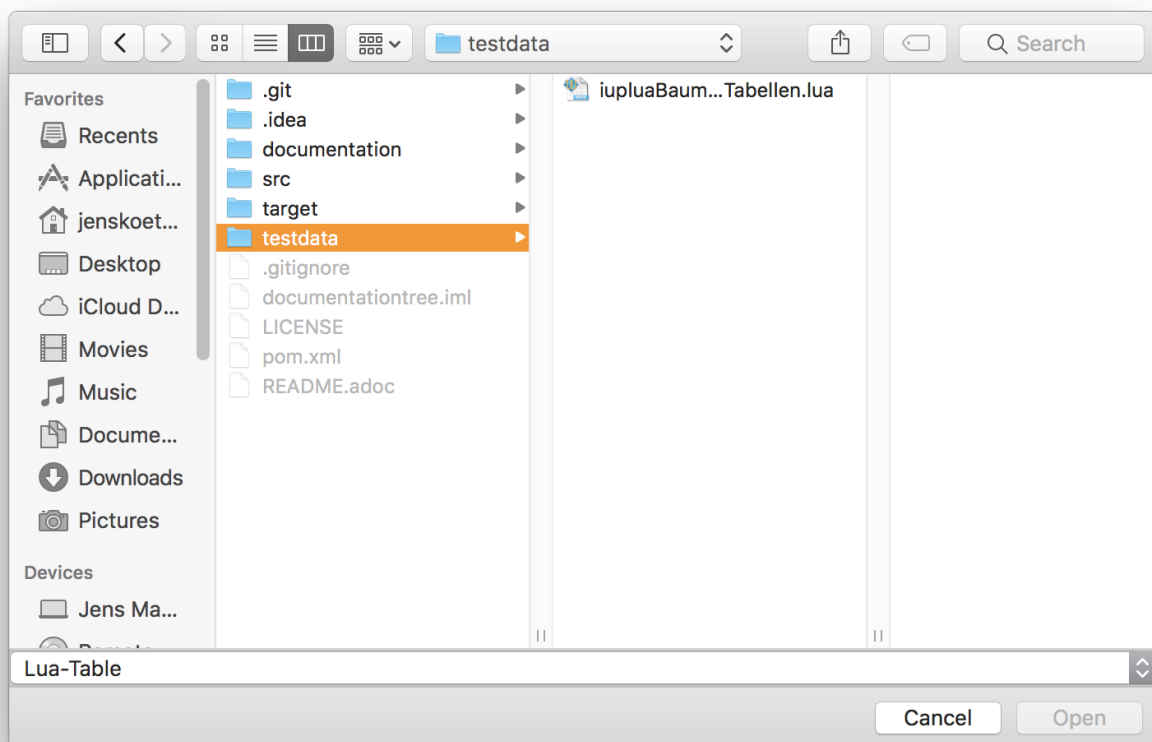 testdata
Search
Favorites
Recents
Applicati...
jenskoet...
Desktop
iCloud D...
Movies
Music
Docume...
Downloads
Pictures
Devices
Jens Ma...
.git
.idea
documentation
src
target
testdata
.gitignore
documentationtree.iml
LICENSE
pom.xml
README.adoc
iupluaBaum...Tabellen.lua
Lua-Table
Cancel
Open